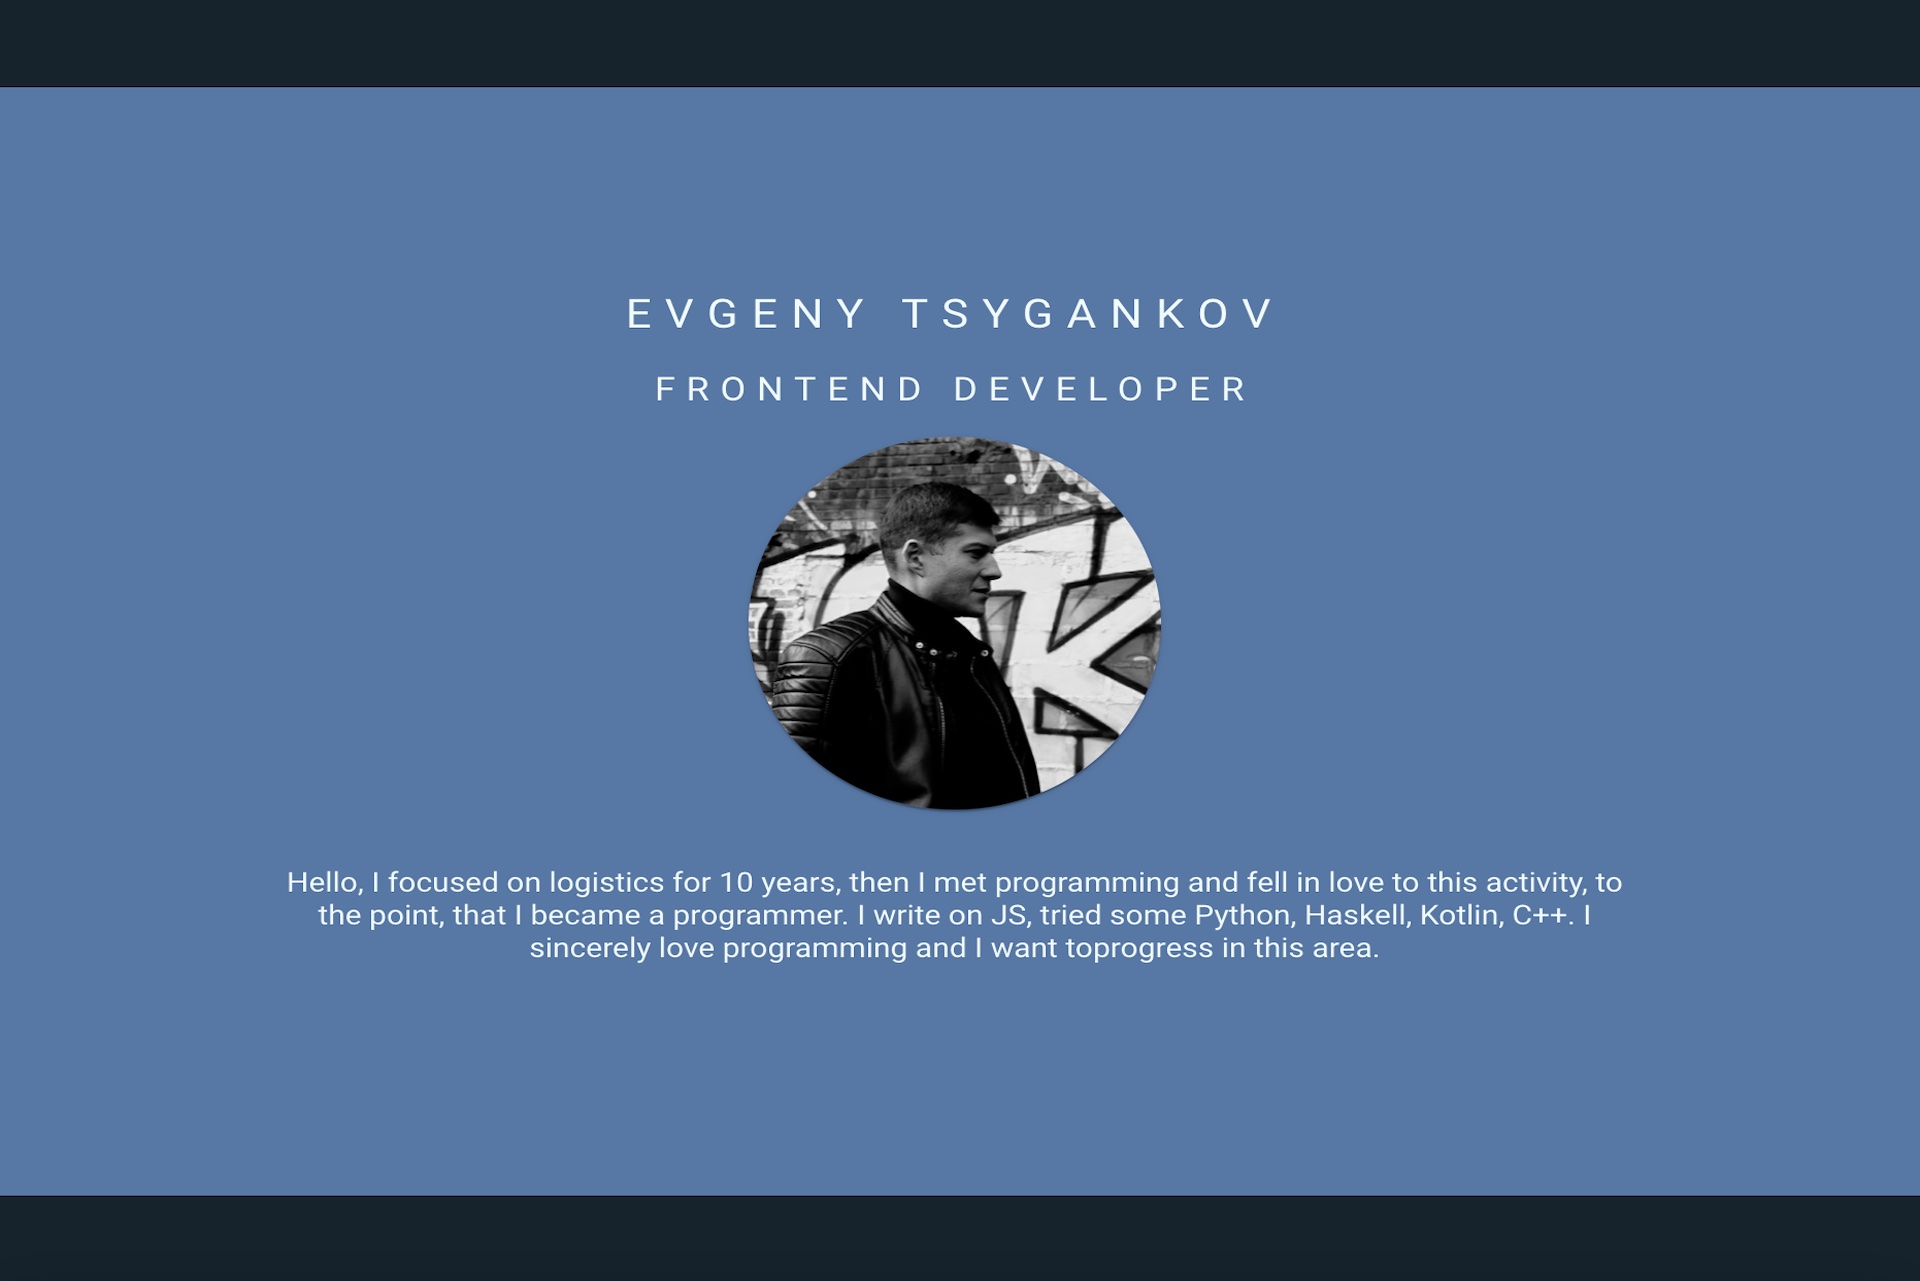 EVGENY TSYGANKOV
FRONTEND DEVELOPER
K
Hello, I focused on logistics for 10 years, then I met programming and fell in love to this activity, to
the point, that I became a programmer. I write on JS, tried some Python, Haskell, Kotlin, C++. I
sincerely love programming and I want toprogress in this area.